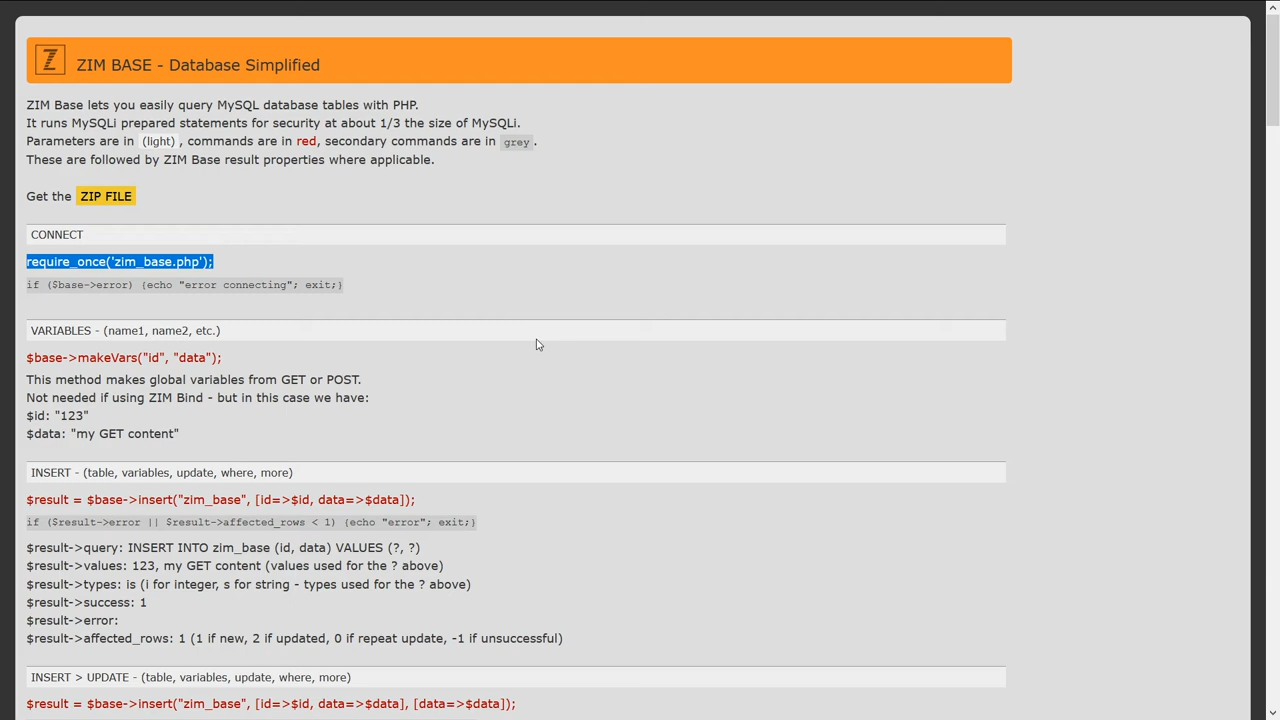 Z ZIM BASE - Database Simplified
ZIM Base lets you easily query MySQL database tables with PHP.
It runs MySQLi prepared statements for security at about 1/3 the size of MySQLi.
Parameters are in (light) , commands are in red, secondary commands are in grey .
These are followed by ZIM Base result properties where applicable.
Get the ZIP FILE
CONNECT
require_once('zim_base.php');
if ($base->error) {echo "error connecting"; exit;}
VARIABLES - (name1, name2, etc.)
$base->makeVars("id", "data");
This method makes global variables from GET or POST.
Not needed if using ZIM Bind - but in this case we have:
$id: "123"
$data: "my GET content"
INSERT - (table, variables, update, where, more)
$result = $base->insert("zim_base", [id=>$id, data=>$data]);
if ($result->error || $result->affected_rows < 1) {echo "error"; exit;}
$result->query: INSERT INTO zim_base (id, data) VALUES (?, ?)
$result->values: 123, my GET content (values used for the ? above)
$result->types: is (i for integer, s for string - types used for the ? above)
$result->success: 1
$result->error:
$result->affected_rows: 1 (1 if new, 2 if updated, 0 if repeat update, -1 if unsuccessful)
INSERT > UPDATE - (table, variables, update, where, more)
$result = $base->insert("zim_base", [id=>$id, data=>$data], [data=>$data]);